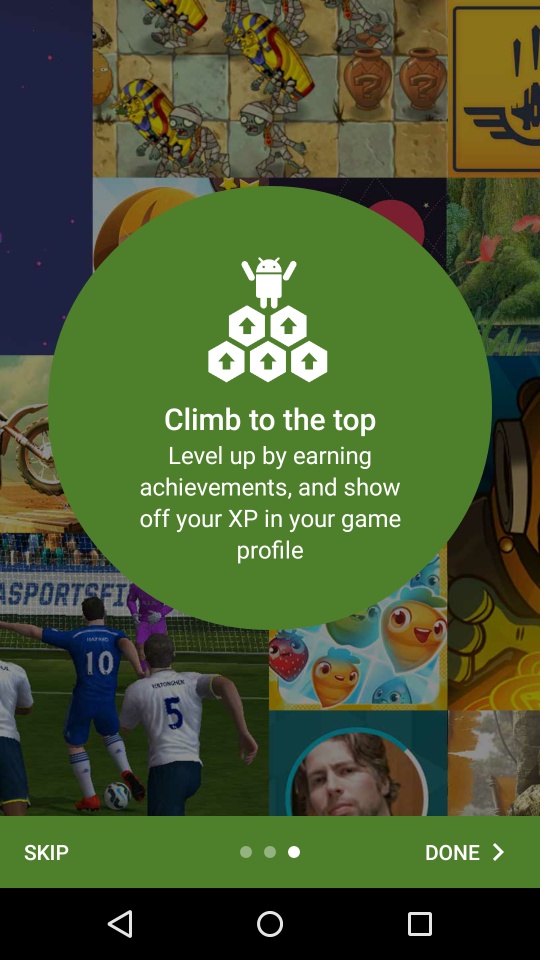 Climb to the top
Level up by earning
achievements, and show
off your XP in your game
profile
ASPORTSFI
HAZARD
10
5
SKIP
DONE